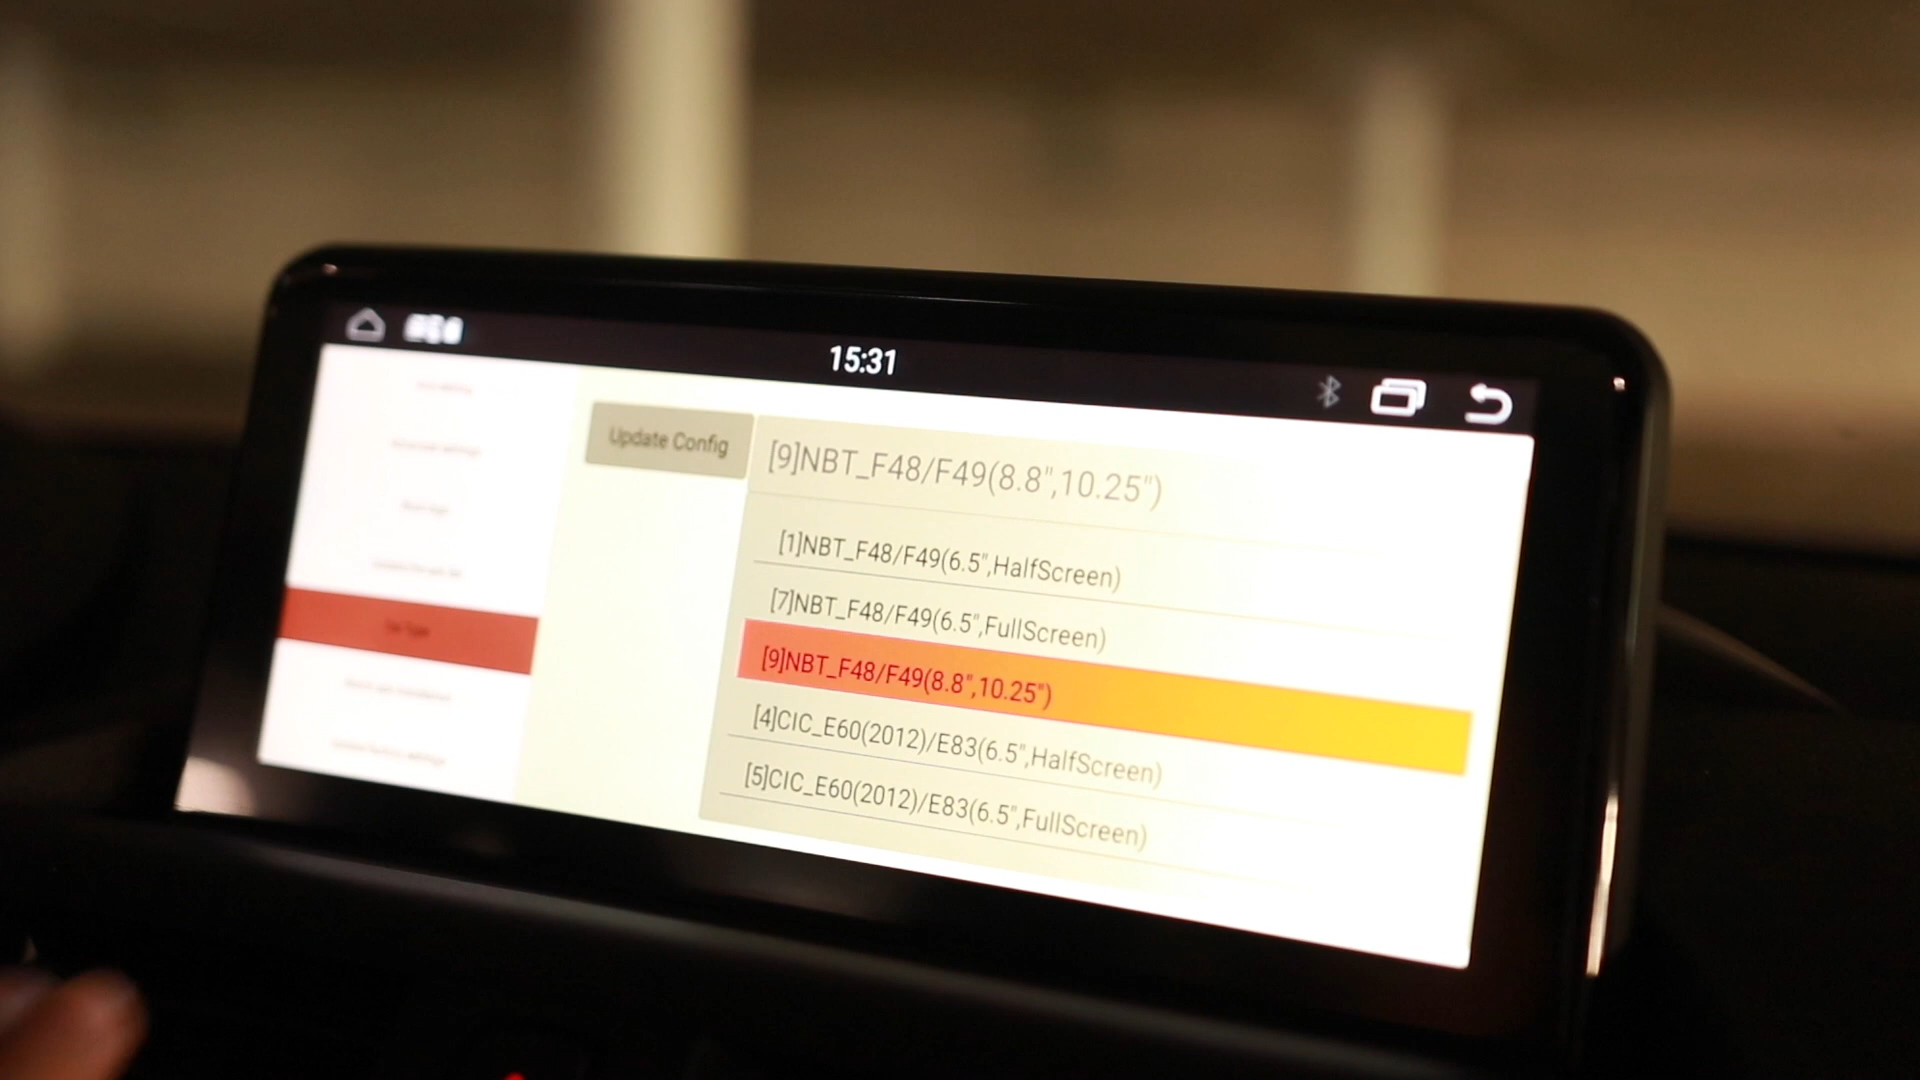 15:31
Update Config
[9]NBT_F48/F49(8.8",10.25")
[1]NBT_F48/F49(6.5",HalfScreen)
[7]NBT_F48/F49(6.5",FullScreen)
[9]NBT_F48/F49(8.8",10.25")
[4]CIC_E60(2012)/E83(6.5",HalfScreen)
[5]CIC_E60(2012)/E83(6.5",FullScreen)